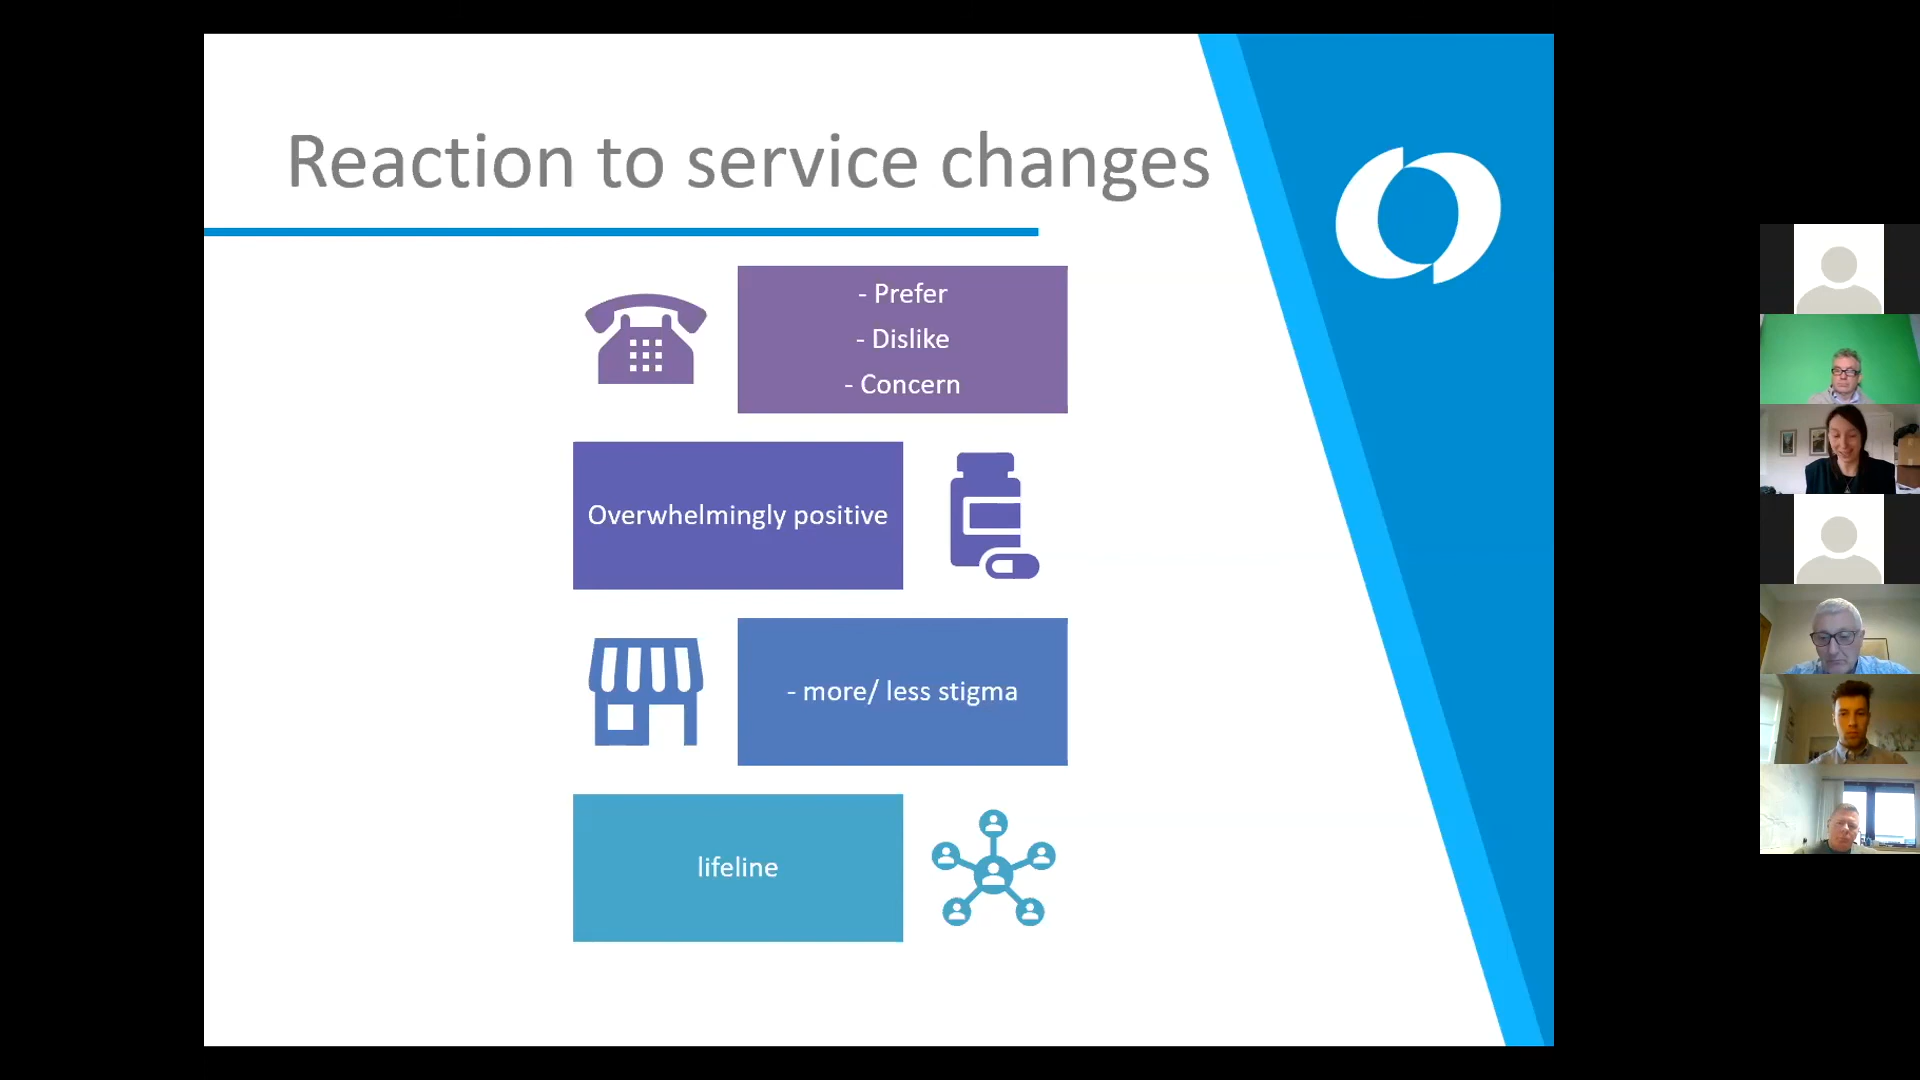 Reaction to service changes
- Prefer
- Dislike
- Concern
Overwhelmingly positive
- more/ less stigma
lifeline